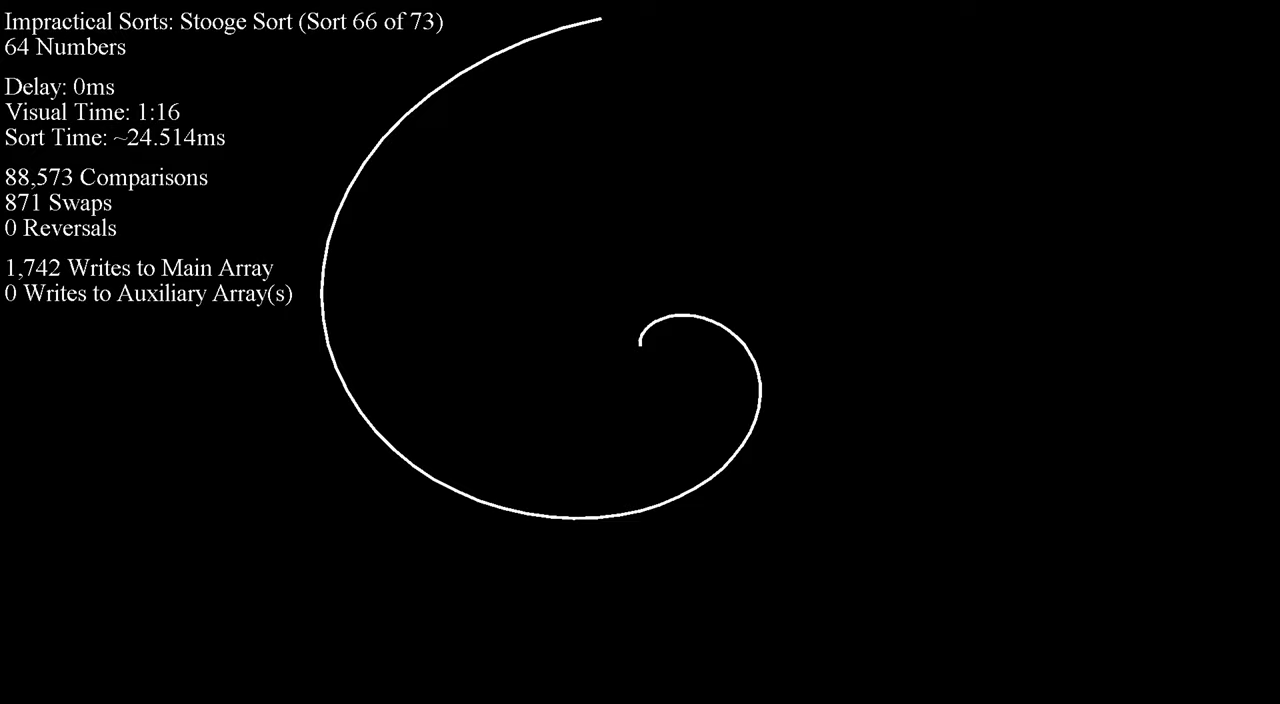 Impractical Sorts: Stooge Sort (Sort 66 of 73)
64 Numbers
Delay: 0ms
Visual Time: 1:16
Sort Time: ~24.514ms
88,573 Comparisons
871 Swaps
0 Reversals
1,742 Writes to Main Array
0 Writes to Auxiliary Array(s)